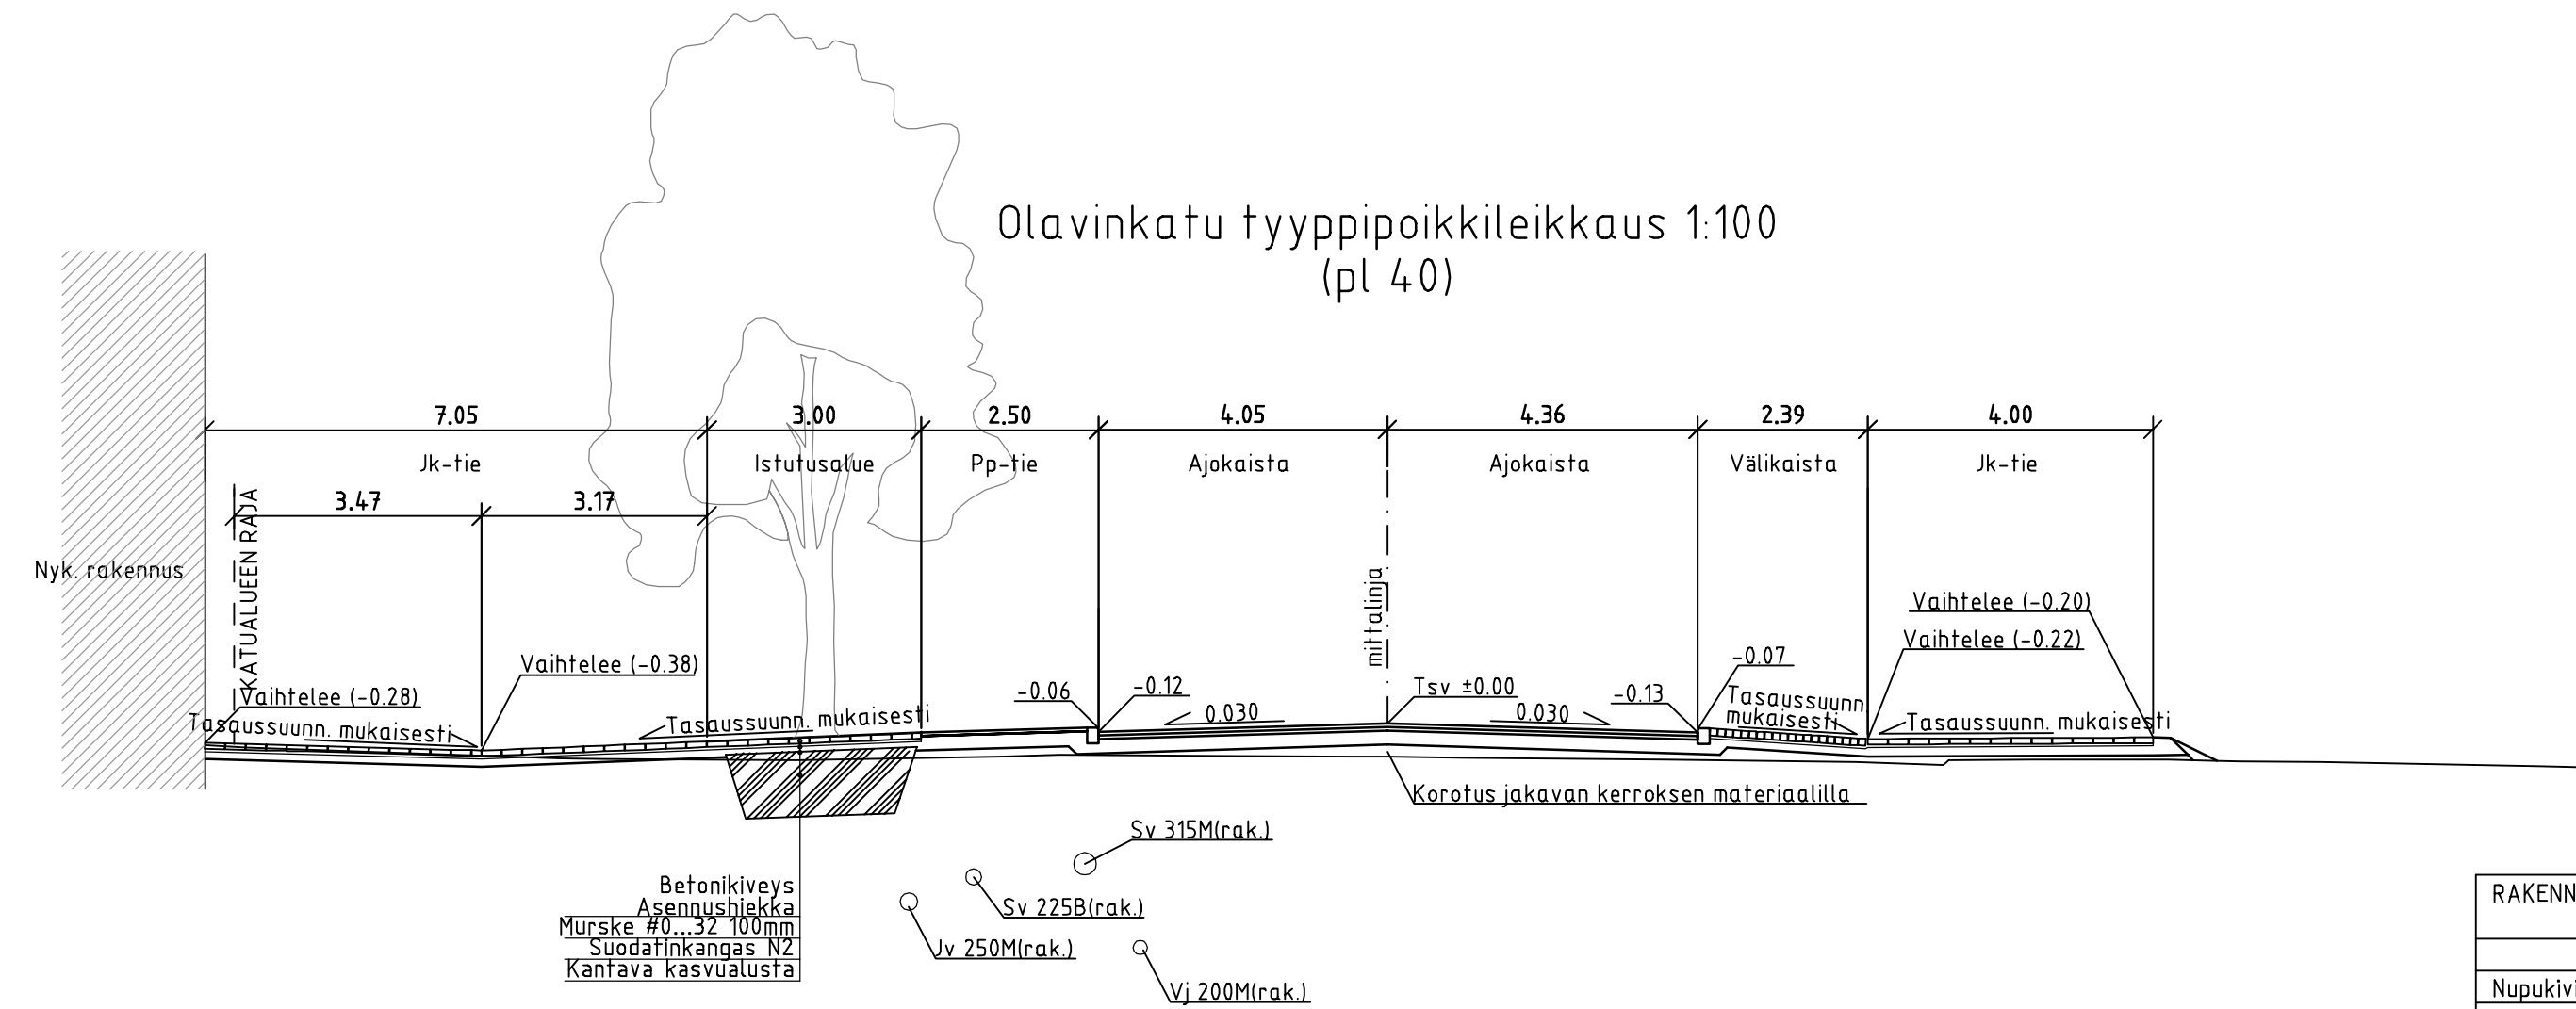 Olavinkatu tyyppipoikkileikkaus 1:100
(pl 40)
7.05
3.00
2.50
4.05
4.36
2.39
4.00
Jk-tie
Istutusalue
Pp-tie
Ajokaista
Ajokaista
Välikaista
Jk-tie
3.47
3.17
KATUALUEEN RAJA
Nyk. rakennus
mittalinja
Vaihtelee (-0.28)
Vaihtelee (-0.38)
-0.06
-0.12
Tsv ±0.00
-0.13
-0.07
Vaihtelee (-0.20)
Vaihtelee (-0.22)
Tasaussuunn. mukaisesti
Tasaussuunn. mukaisesti
0.030
0.030
Tasaussuunn
mukaisesti
Tasaussuunn. mukaisesti
Korotus jakavan kerroksen materiaalilla
Sv 315M(rak.)
Sv 225B(rak.)
Jv 250M(rak.)
Vj 200M(rak.)
Betonikiveys
Asennushiekka
Murske #0...32 100mm
Suodatinkangas N2
Kantava kasvualusta
RAKENN
Nupukivi